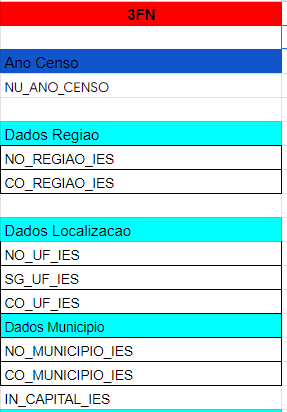 3FN
Ano Censo
NU_ANO_CENSO
Dados Regiao
NO_REGIAO_IES
CO_REGIAO_IES
Dados Localizacao
NO_UF_IES
SG_UF_IES
CO_UF_IES
Dados Municipio
NO_MUNICIPIO_IES
CO_MUNICIPIO_IES
IN_CAPITAL_IES